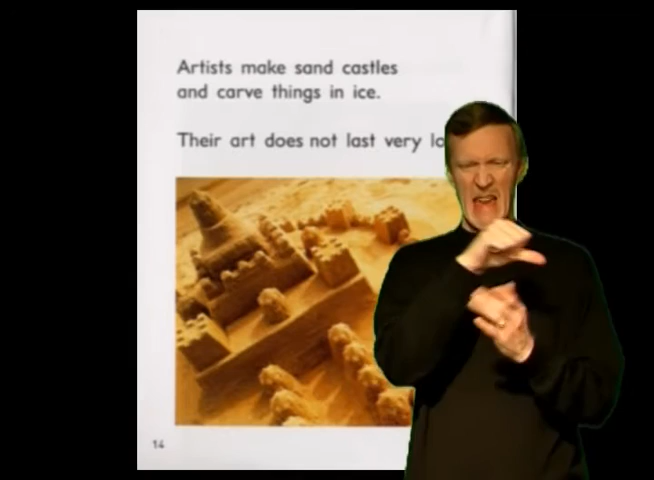 Artists make sand castles
and carve things in ice.
Their art does not last very
14